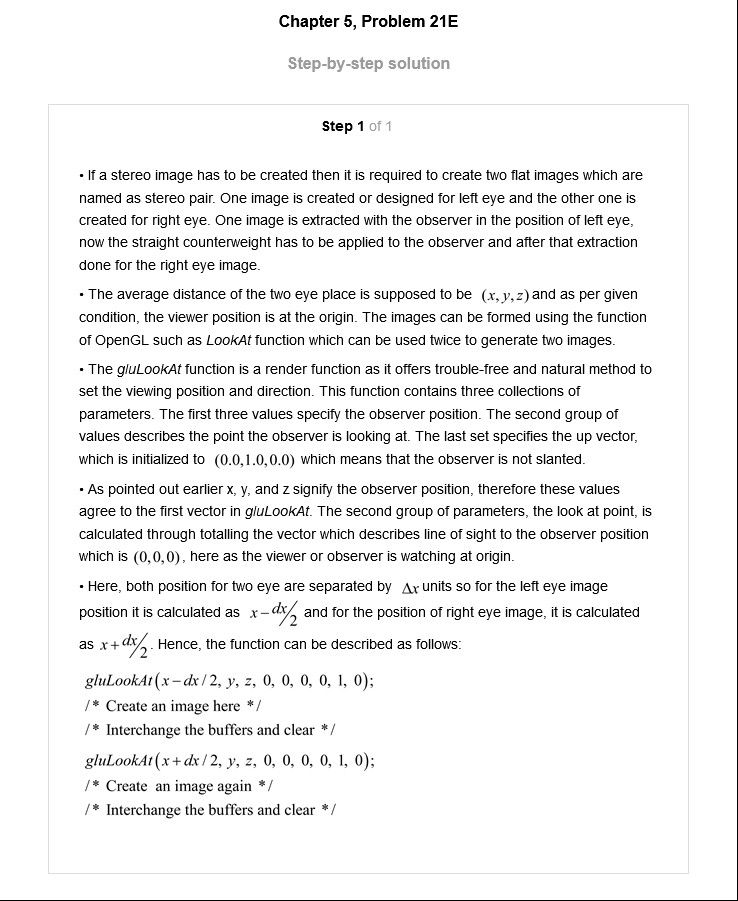 Chapter 5, Problem 21E
Step-by-step solution
Step 1 of 1
• If a stereo image has to be created then it is required to create two flat images which are
named as stereo pair. One image is created or designed for left eye and the other one is
created for right eye. One image is extracted with the observer in the position of left eye,
now the straight counterweight has to be applied to the observer and after that extraction
done for the right eye image.
• The average distance of the two eye place is supposed to be (x, y, z) and as per given
condition, the viewer position is at the origin. The images can be formed using the function
of OpenGL such as LookAt function which can be used twice to generate two images.
• The gluLookAt function is a render function as it offers trouble-free and natural method to
set the viewing position and direction. This function contains three collections of
parameters. The first three values specify the observer position. The second group of
values describes the point the observer is looking at. The last set specifies the up vector,
which is initialized to (0.0,1.0,0.0) which means that the observer is not slanted.
• As pointed out earlier x, y, and z signify the observer position, therefore these values
agree to the first vector in gluLookAt. The second group of parameters, the look at point, is
calculated through totalling the vector which describes line of sight to the observer position
which is (0,0,0), here as the viewer or observer is watching at origin.
• Here, both position for two eye are separated by Δx units so for the left eye image
position it is calculated as x−dx/2 and for the position of right eye image, it is calculated
as x+dx/2. Hence, the function can be described as follows:
gluLookAt(x−dx/2, y, z, 0, 0, 0, 0, 1, 0);
/* Create an image here */
/* Interchange the buffers and clear */
gluLookAt(x+dx/2, y, z, 0, 0, 0, 0, 1, 0);
/* Create an image again */
/* Interchange the buffers and clear */